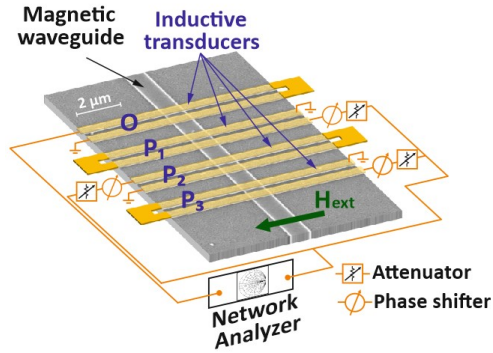 Magnetic
waveguide
Inductive
transducers
2 μm
O
P₁
P₂
P₃
Hext
Network
Analyzer
Attenuator
Phase shifter